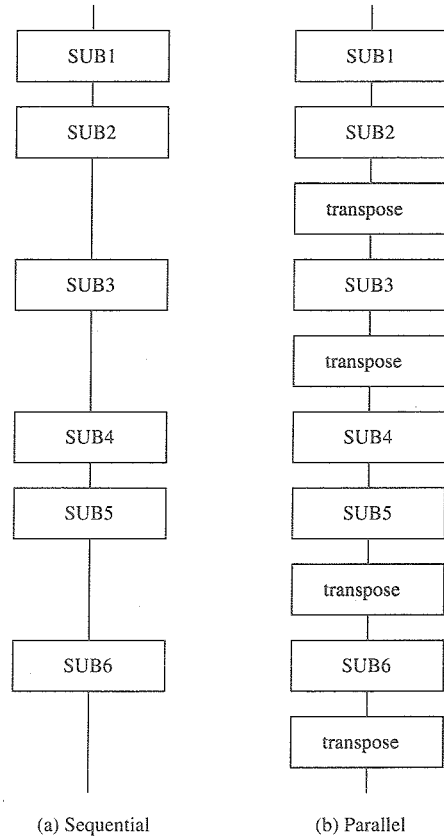 SUB1
SUB2
SUB3
SUB4
SUB5
SUB6
(a) Sequential
SUB1
SUB2
transpose
SUB3
transpose
SUB4
SUB5
transpose
SUB6
transpose
(b) Parallel